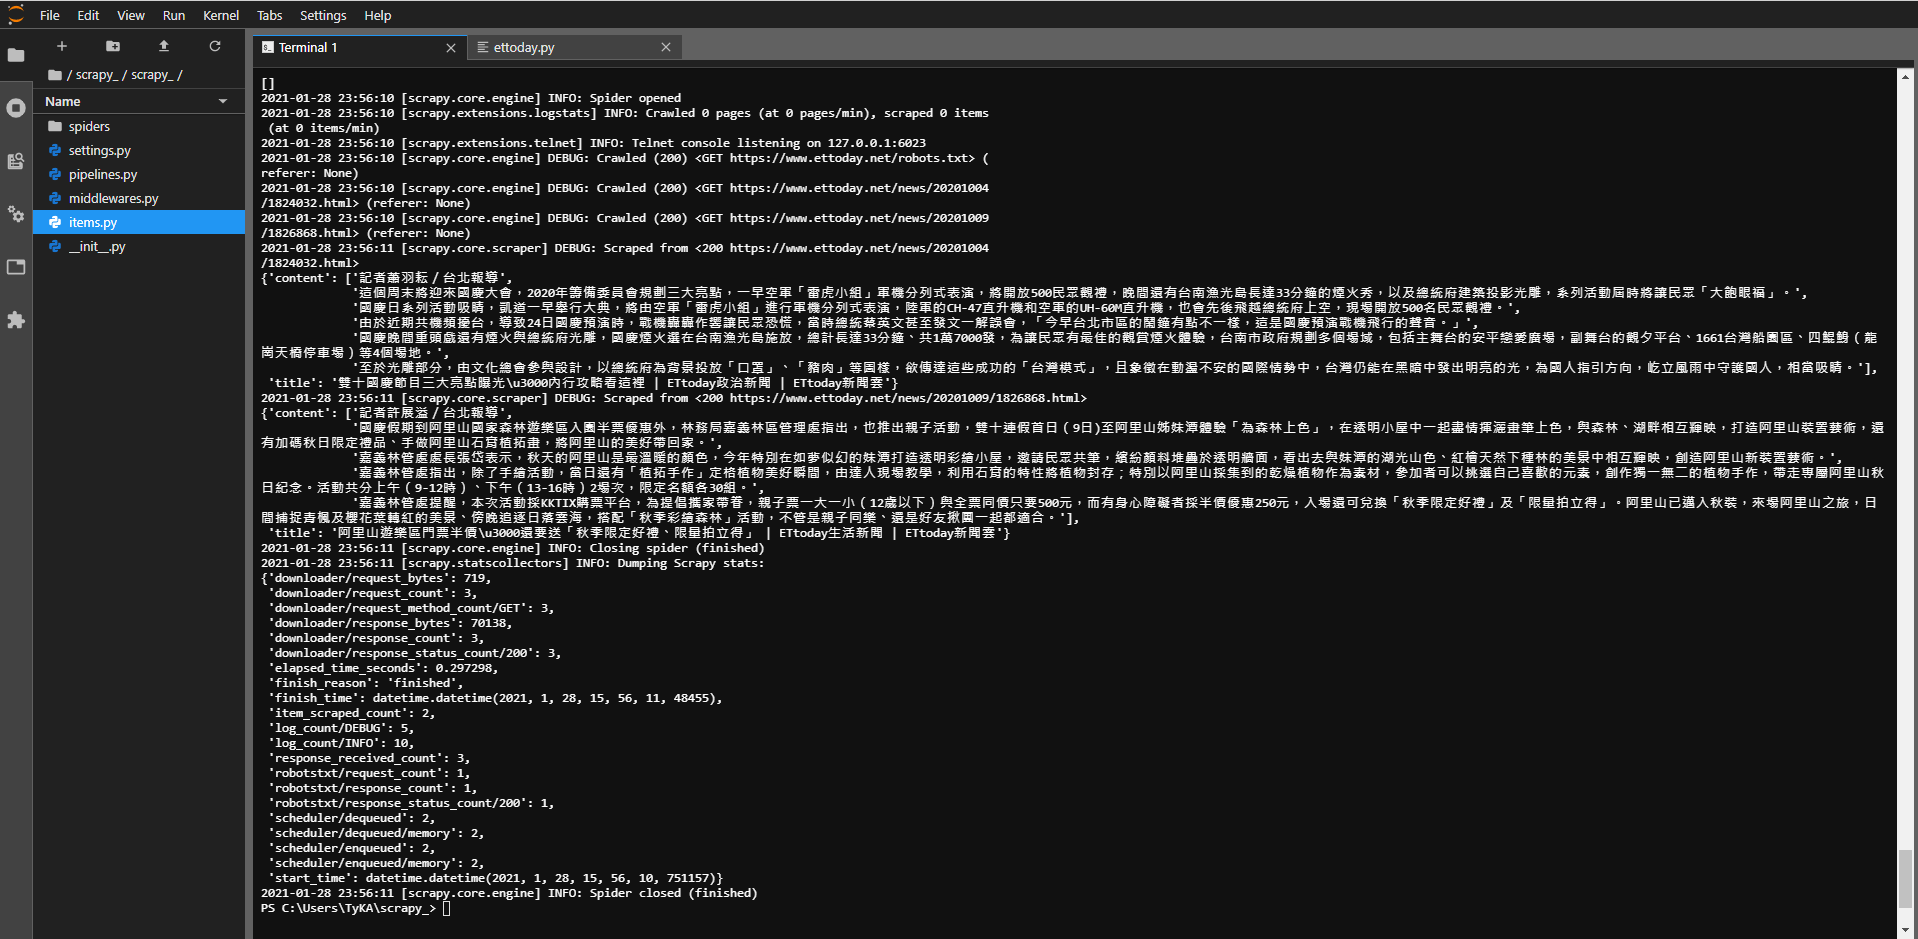 File Edit View Run Kernel Tabs Settings Help
/ scrapy_ / scrapy_ /
Name
spiders
settings.py
pipelines.py
middlewares.py
items.py
__init__.py
Terminal 1
ettoday.py
[]
2021-01-28 23:56:10 [scrapy.core.engine] INFO: Spider opened
2021-01-28 23:56:10 [scrapy.extensions.logstats] INFO: Crawled 0 pages (at 0 pages/min), scraped 0 items
(at 0 items/min)
2021-01-28 23:56:10 [scrapy.extensions.telnet] INFO: Telnet console listening on 127.0.0.1:6023
2021-01-28 23:56:10 [scrapy.core.engine] DEBUG: Crawled (200) <GET https://www.ettoday.net/robots.txt> (
referer: None)
2021-01-28 23:56:10 [scrapy.core.engine] DEBUG: Crawled (200) <GET https://www.ettoday.net/news/20201004
/1824032.html> (referer: None)
2021-01-28 23:56:10 [scrapy.core.engine] DEBUG: Crawled (200) <GET https://www.ettoday.net/news/20201009
/1826868.html> (referer: None)
2021-01-28 23:56:11 [scrapy.core.scraper] DEBUG: Scraped from <200 https://www.ettoday.net/news/20201004
/1824032.html>
{'content': ['記者蕭羽耘／台北報導',
'這個周末將迎來國慶大會，2020年籌備委員會規劃三大亮點，一早空軍「雷虎小組」軍機分列式表演，將開放500民眾觀禮，晚間還有台南漁光島長達33分鐘的煙火秀，以及總統府建築投影光雕，系列活動屆時將讓民眾「大飽眼福」。',
'國慶日系列活動吸睛，凱道一早舉行大典，將由空軍「雷虎小組」進行軍機分列式表演，陸軍的CH-47直升機和空軍的UH-60M直升機，也會先後飛越總統府上空，現場開放500名民眾觀禮。',
'由於近期共機頻擾台，導致24日國慶預演時，戰機轟轟作響讓民眾恐慌，當時總統蔡英文甚至發文一解誤會，「今早台北市區的鬧鐘有點不一樣，這是國慶預演戰機飛行的聲音。」',
'國慶晚間重頭戲還有煙火與總統府光雕，國慶煙火選在台南漁光島施放，總計長達33分鐘、共1萬7000發，為讓民眾有最佳的觀賞煙火體驗，台南市政府規劃多個場域，包括主舞台的安平戀愛廣場，副舞台的觀夕平台、1661台灣船園區、四鯤鯓（龍
崗天橋停車場）等4個場地。',
'至於光雕部分，由文化總會參與設計，以總統府為背景投放「口罩」、「豬肉」等圖樣，欲傳達這些成功的「台灣模式」，且象徵在動盪不安的國際情勢中，台灣仍能在黑暗中發出明亮的光，為國人指引方向，屹立風雨中守護國人，相當吸睛。'],
'title': '雙十國慶節目三大亮點曝光\u3000內行攻略看這裡 | ETtoday政治新聞 | ETtoday新聞雲'}
2021-01-28 23:56:11 [scrapy.core.scraper] DEBUG: Scraped from <200 https://www.ettoday.net/news/20201009/1826868.html>
{'content': ['記者許展溢／台北報導',
'國慶假期到阿里山國家森林遊樂區入園半票優惠外，林務局嘉義林區管理處指出，也推出親子活動，雙十連假首日（9日)至阿里山姊妹潭體驗「為森林上色」，在透明小屋中一起盡情揮灑畫筆上色，與森林、湖畔相互輝映，打造阿里山裝置藝術，還
有加碼秋日限定禮品、手做阿里山石膏植拓畫，將阿里山的美好帶回家。',
'嘉義林管處處長張岱表示，秋天的阿里山是最溫暖的顏色，今年特別在如夢似幻的妹潭打造透明彩繪小屋，邀請民眾共筆，繽紛顏料堆疊於透明牆面，看出去與妹潭的湖光山色、紅檜天然下種林的美景中相互輝映，創造阿里山新裝置藝術。',
'嘉義林管處指出，除了手繪活動，當日還有「植拓手作」定格植物美好瞬間，由達人現場教學，利用石膏的特性將植物封存；特別以阿里山採集到的乾燥植物作為素材，參加者可以挑選自己喜歡的元素，創作獨一無二的植物手作，帶走專屬阿里山秋
日紀念。活動共分上午（9-12時）、下午（13-16時）2場次，限定名額各30組。',
'嘉義林管處提醒，本次活動採KKTIX購票平台，為提倡攜家帶眷，親子票一大一小（12歲以下）與全票同價只要500元，而有身心障礙者採半價優惠250元，入場還可兌換「秋季限定好禮」及「限量拍立得」。阿里山已邁入秋裝，來場阿里山之旅，日
間捕捉青楓及櫻花葉轉紅的美景、傍晚追逐日落雲海，搭配「秋季彩繪森林」活動，不管是親子同樂、還是好友揪團一起都適合。'],
'title': '阿里山遊樂區門票半價\u3000還要送「秋季限定好禮、限量拍立得」 | ETtoday生活新聞 | ETtoday新聞雲'}
2021-01-28 23:56:11 [scrapy.core.engine] INFO: Closing spider (finished)
2021-01-28 23:56:11 [scrapy.statscollectors] INFO: Dumping Scrapy stats:
{'downloader/request_bytes': 719,
'downloader/request_count': 3,
'downloader/request_method_count/GET': 3,
'downloader/response_bytes': 70138,
'downloader/response_count': 3,
'downloader/response_status_count/200': 3,
'elapsed_time_seconds': 0.297298,
'finish_reason': 'finished',
'finish_time': datetime.datetime(2021, 1, 28, 15, 56, 11, 48455),
'item_scraped_count': 2,
'log_count/DEBUG': 5,
'log_count/INFO': 10,
'response_received_count': 3,
'robotstxt/request_count': 1,
'robotstxt/response_count': 1,
'robotstxt/response_status_count/200': 1,
'scheduler/dequeued': 2,
'scheduler/dequeued/memory': 2,
'scheduler/enqueued': 2,
'scheduler/enqueued/memory': 2,
'start_time': datetime.datetime(2021, 1, 28, 15, 56, 10, 751157)}
2021-01-28 23:56:11 [scrapy.core.engine] INFO: Spider closed (finished)
PS C:\Users\TyKA\scrapy_>